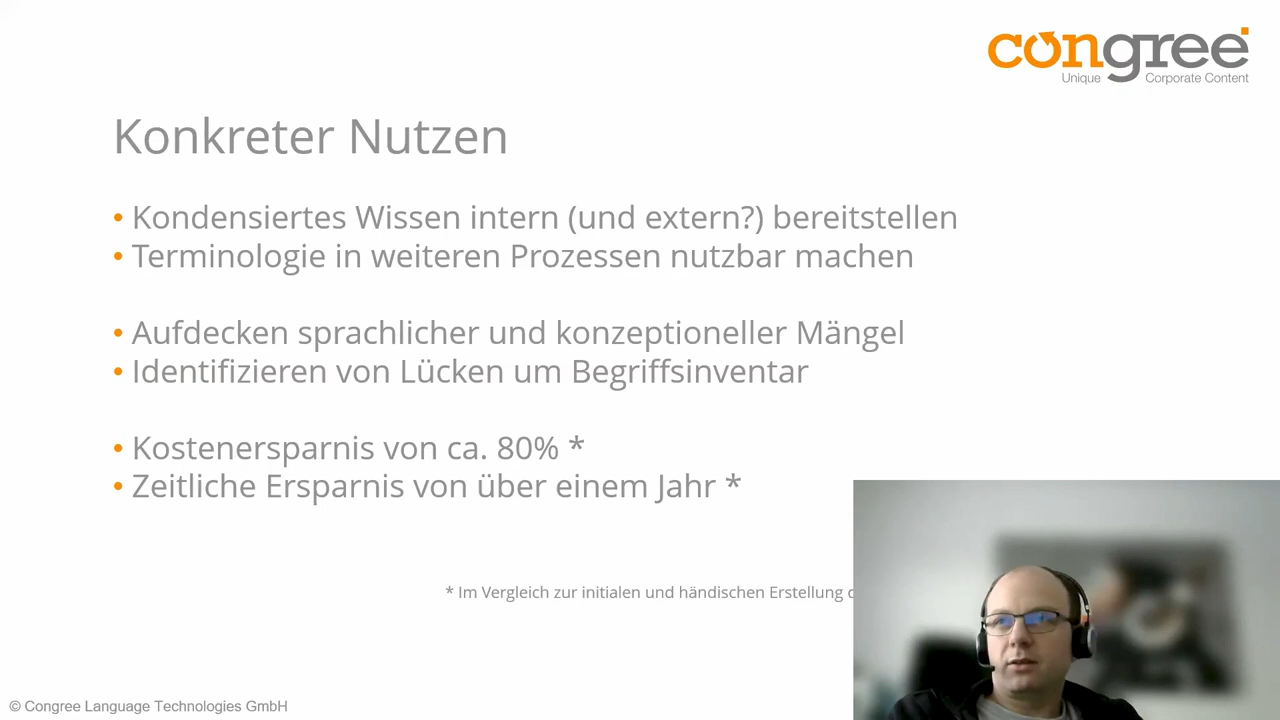 congree
Unique Corporate Content
Konkreter Nutzen
• Kondensiertes Wissen intern (und extern?) bereitstellen
• Terminologie in weiteren Prozessen nutzbar machen
• Aufdecken sprachlicher und konzeptioneller Mängel
• Identifizieren von Lücken um Begriffsinventar
• Kostenersparnis von ca. 80% *
• Zeitliche Ersparnis von über einem Jahr *
* Im Vergleich zur initialen und händischen Erstellung
© Congree Language Technologies GmbH